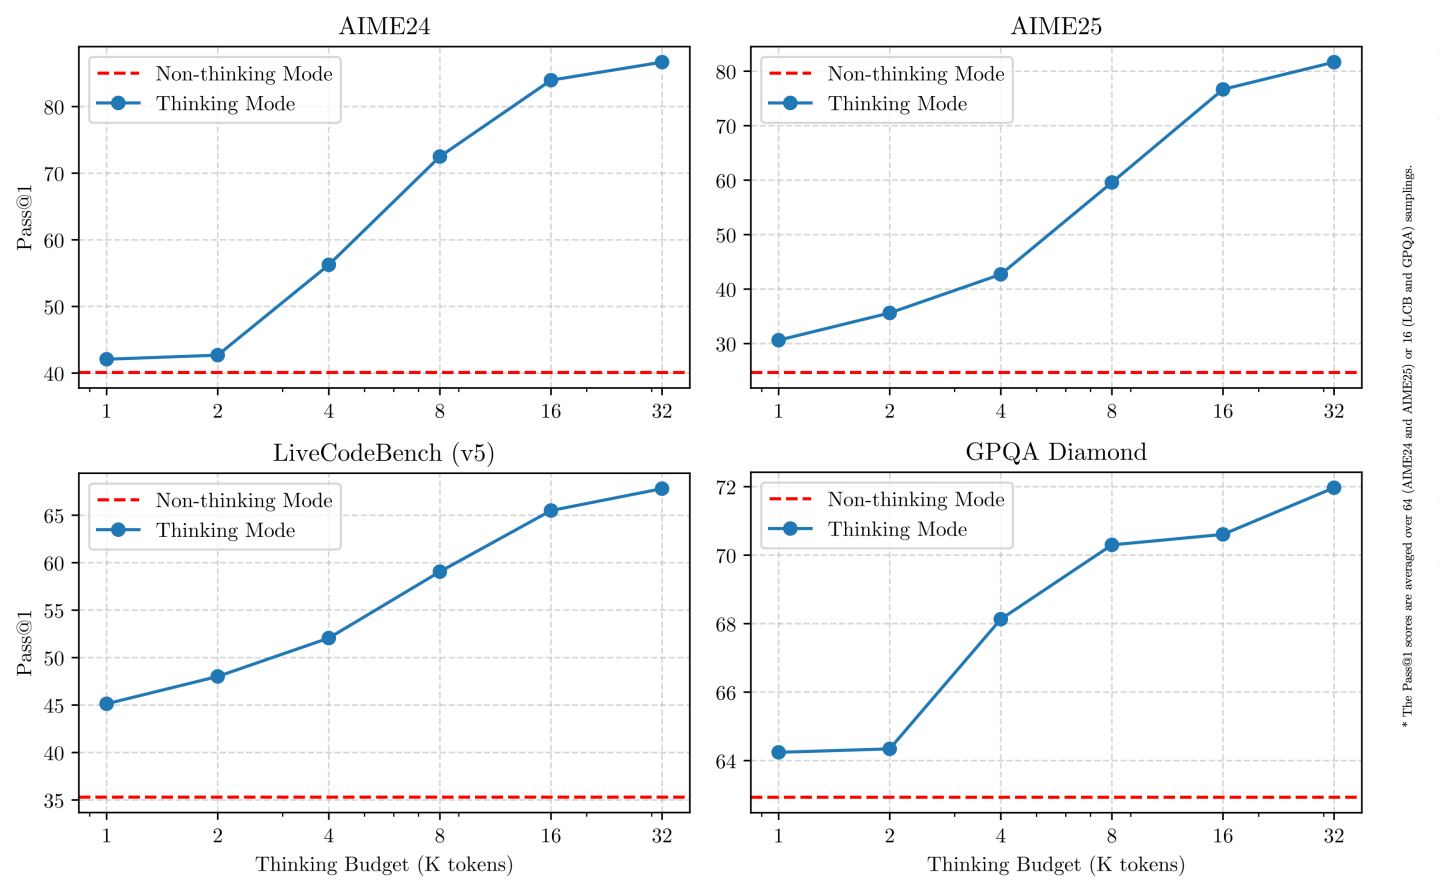 AIME24
Non-thinking Mode
Thinking Mode
Pass@1
80
70
60
50
40
1 2 4 8 16 32
AIME25
Non-thinking Mode
Thinking Mode
80
70
60
50
40
30
1 2 4 8 16 32
LiveCodeBench (v5)
Non-thinking Mode
Thinking Mode
Pass@1
65
60
55
50
45
40
35
1 2 4 8 16 32
Thinking Budget (K tokens)
GPQA Diamond
Non-thinking Mode
Thinking Mode
72
70
68
66
64
1 2 4 8 16 32
Thinking Budget (K tokens)
* The Pass@1 scores are averaged over 64 (AIME24 and AIME25) or 16 (LCB and GPQA) samplings.